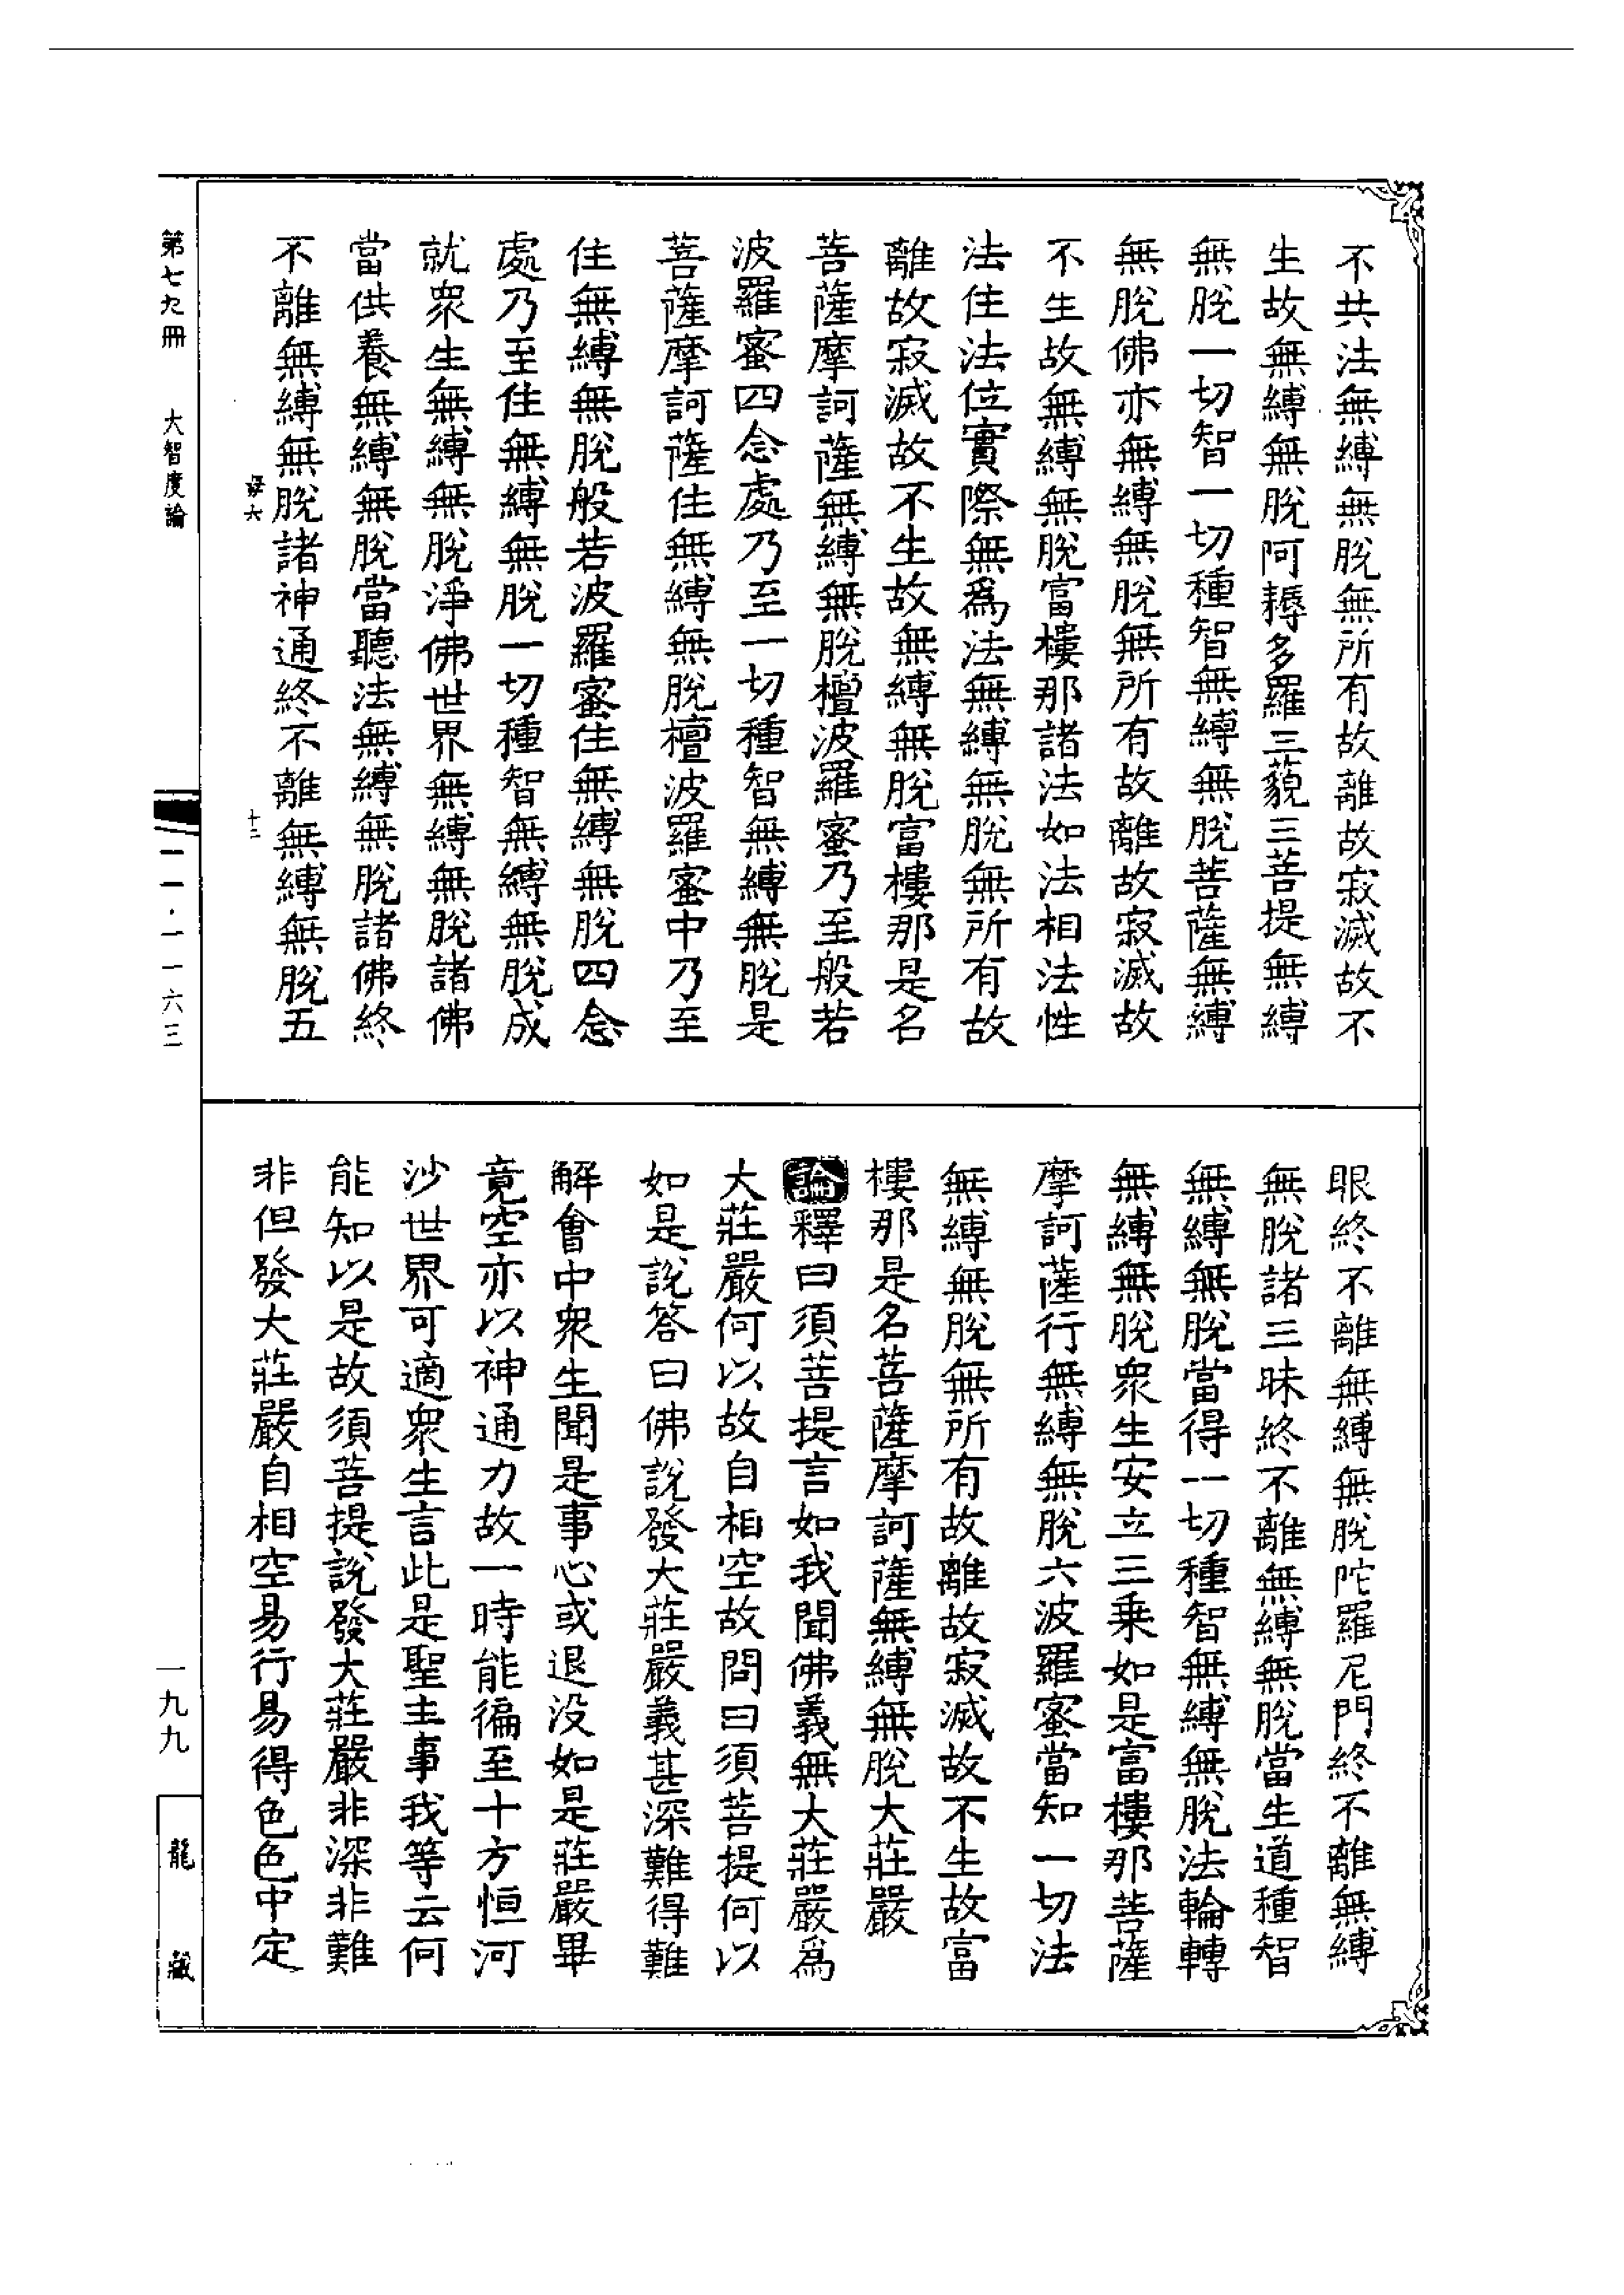 不共法無縛無脫無所有故離故寂滅故不
生故無縛無脫阿耨多羅三藐三菩提無縛
無脫一切智一切種智無縛無脫菩薩無縛
無脫佛亦無縛無脫無所有故離故寂滅故
不生故無縛無脫富樓那諸法如法相法性
法住法位實際無爲法無縛無脫無所有故
離故寂滅故不生故無縛無脫富樓那是名
菩薩摩訶薩無縛無脫檀波羅蜜乃至般若
波羅蜜四念處乃至一切種智無縛無脫是
菩薩摩訶薩住無縛無脫檀波羅蜜中乃至
住無縛無脫般若波羅蜜住無縛無脫四念
處乃至住無縛無脫一切種智無縛無脫成
就眾生無縛無脫淨佛世界無縛無脫諸佛
當供養無縛無脫當聽法無縛無脫諸佛終
不離無縛無脫諸神通終不離無縛無脫五
眼終不離無縛無脫陀羅尼門終不離無縛
無脫諸三昧終不離無縛無脫當生道種智
無縛無脫當得一切種智無縛無脫法輪轉
無縛無脫眾生安立三乘如是富樓那菩薩
摩訶薩行無縛無脫六波羅蜜當知一切法
無縛無脫無所有故離故寂滅故不生故富
樓那是名菩薩摩訶薩無縛無脫大莊嚴
論釋曰須菩提言如我聞佛義無大莊嚴爲
大莊嚴何以故自相空故問曰須菩提何以
如是說答曰佛說發大莊嚴義甚深難得難
解會中眾生聞是事心或退沒如是莊嚴畢
竟空亦以神通力故一時能徧至十方恒河
沙世界可適眾生言此是聖主事我等云何
能知以是故須菩提說發大莊嚴非深非難
非但發大莊嚴自相空易行易得色色中定
第七九冊 大智度論
六
十二
一一一·一一六三
一九九
龍藏